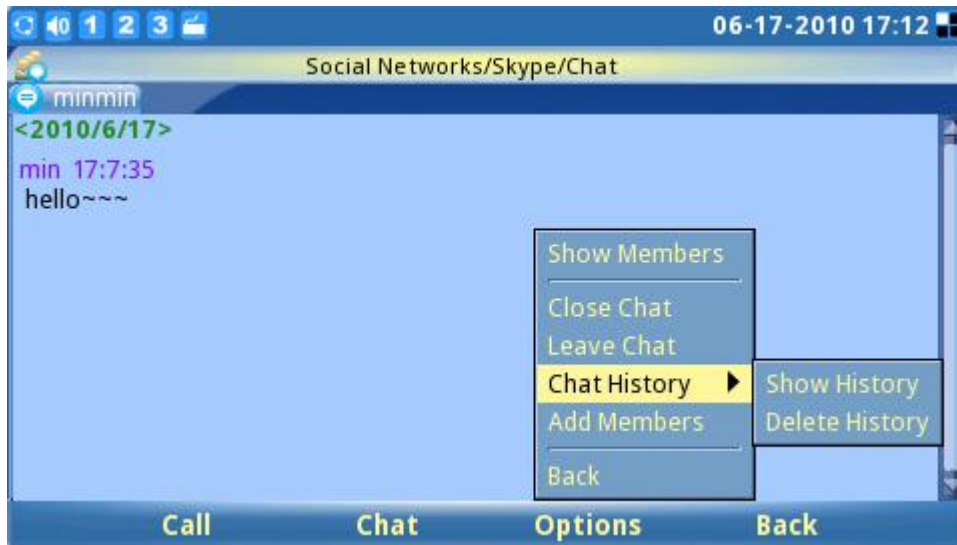 1 2 3 06-17-2010 17:12
Social Networks/Skype/Chat
minmin
<2010/6/17>
min 17:7:35
hello~~~
Show Members
Close Chat
Leave Chat
Chat History
Add Members
Back
Show History
Delete History
Call Chat Options Back